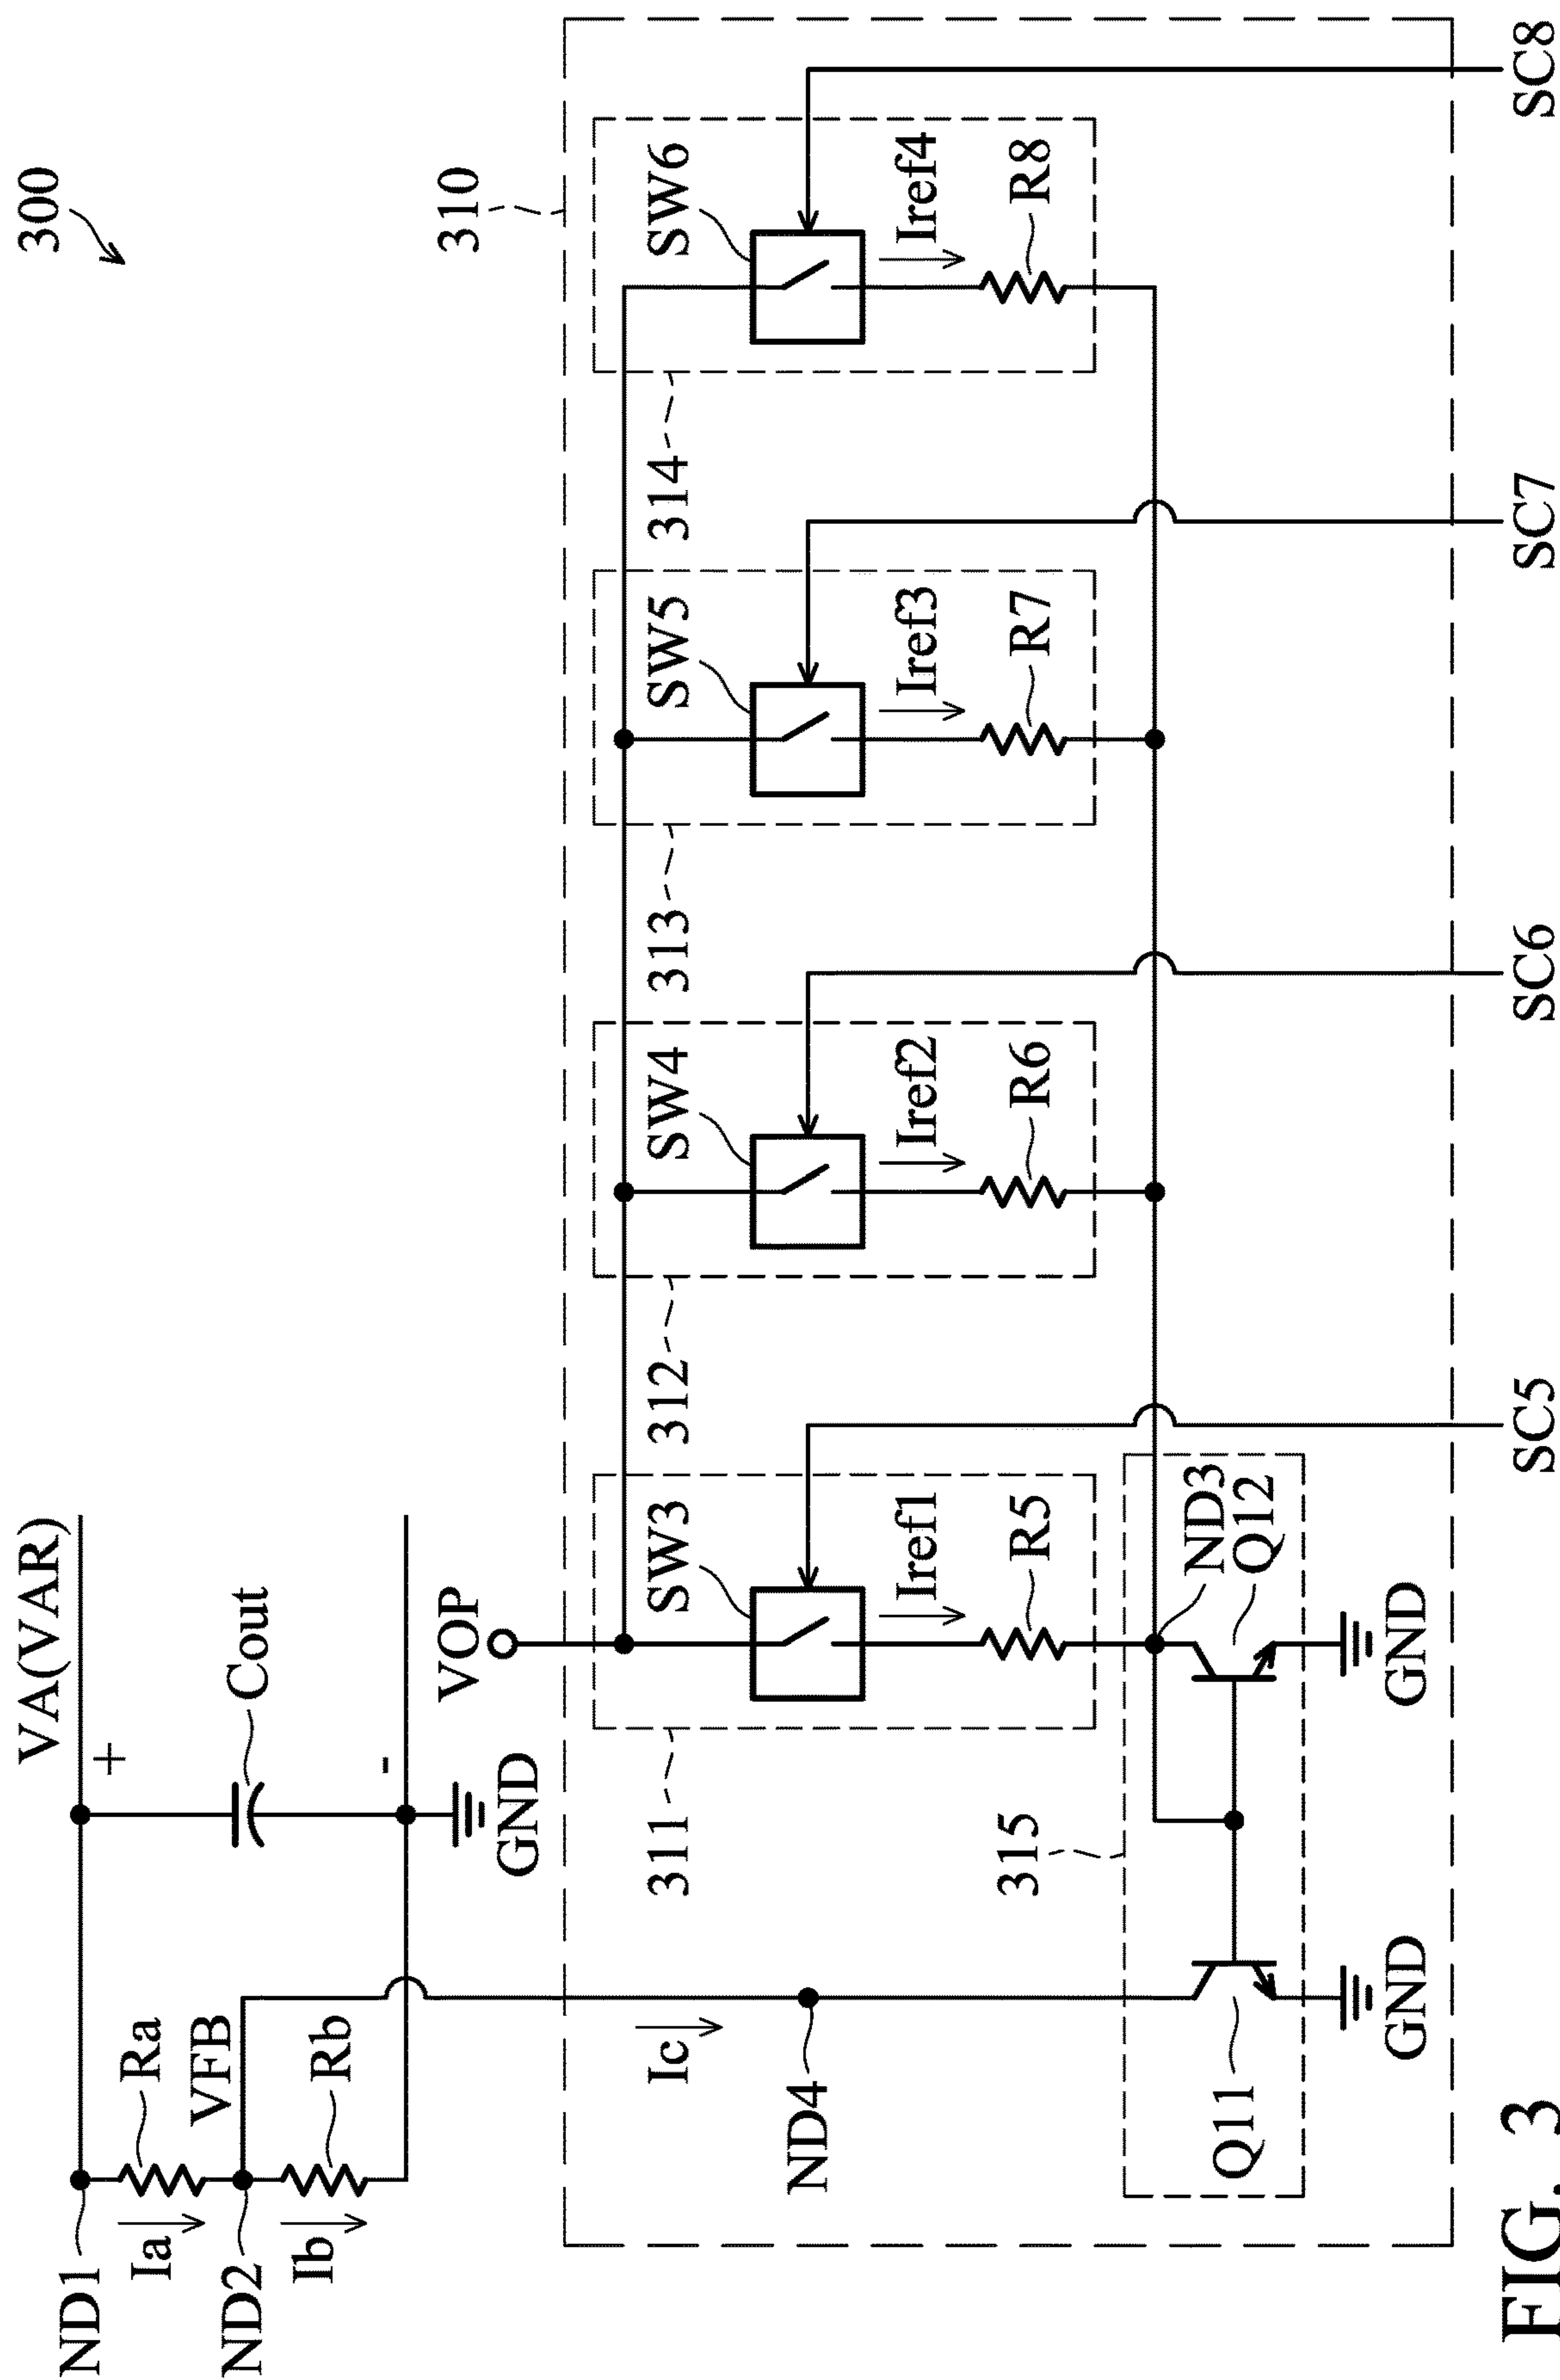 300
VA(VAR)
+
Cout
-
GND
ND1
Ra
Ia
VFB
ND2
Rb
Ib
VOP
310
SW3
SW4
SW5
SW6
311
312
313
314
Iref1
Iref2
Iref3
Iref4
R5
R6
R7
R8
Ic
ND4
315
ND3
Q12
Q11
GND
GND
SC5
SC6
SC7
SC8
FIG. 3